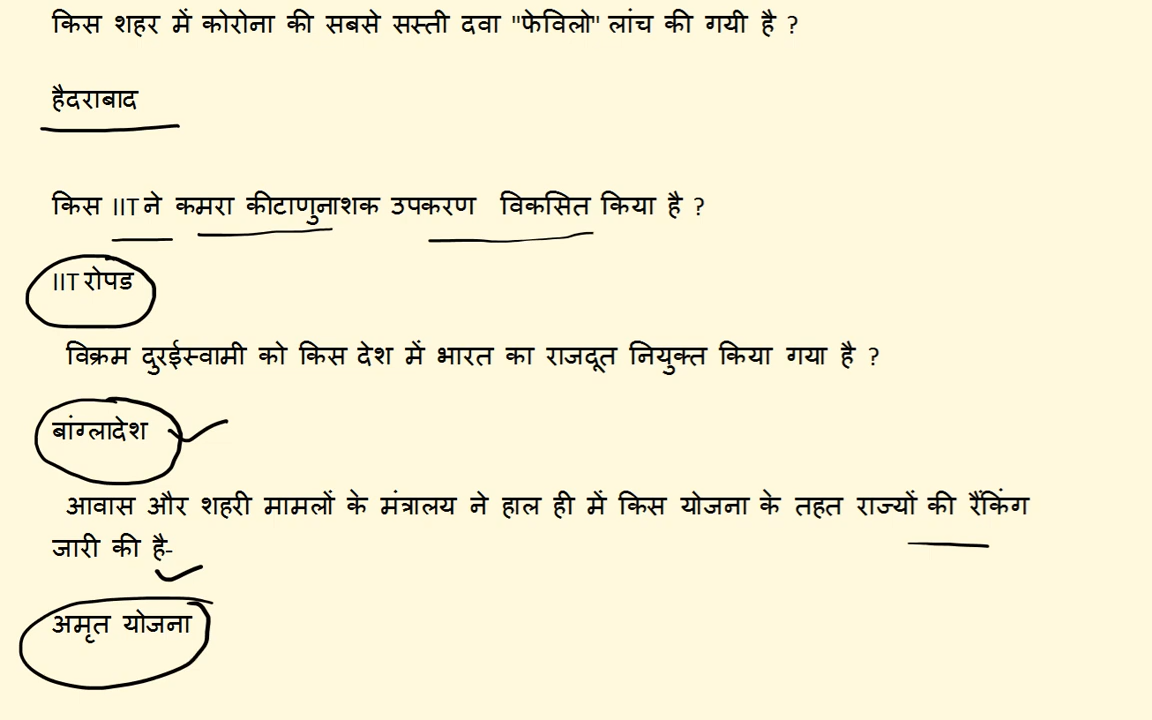 किस शहर में कोरोना की सबसे सस्ती दवा "फेविलो" लांच की गयी है ?
हैदराबाद
किस IIT ने कमरा कीटाणुनाशक उपकरण विकसित किया है ?
IIT रोपड
विक्रम दुरईस्वामी को किस देश में भारत का राजदूत नियुक्त किया गया है ?
बांग्लादेश
आवास और शहरी मामलों के मंत्रालय ने हाल ही में किस योजना के तहत राज्यों की रैंकिंग
जारी की है-
अमृत योजना